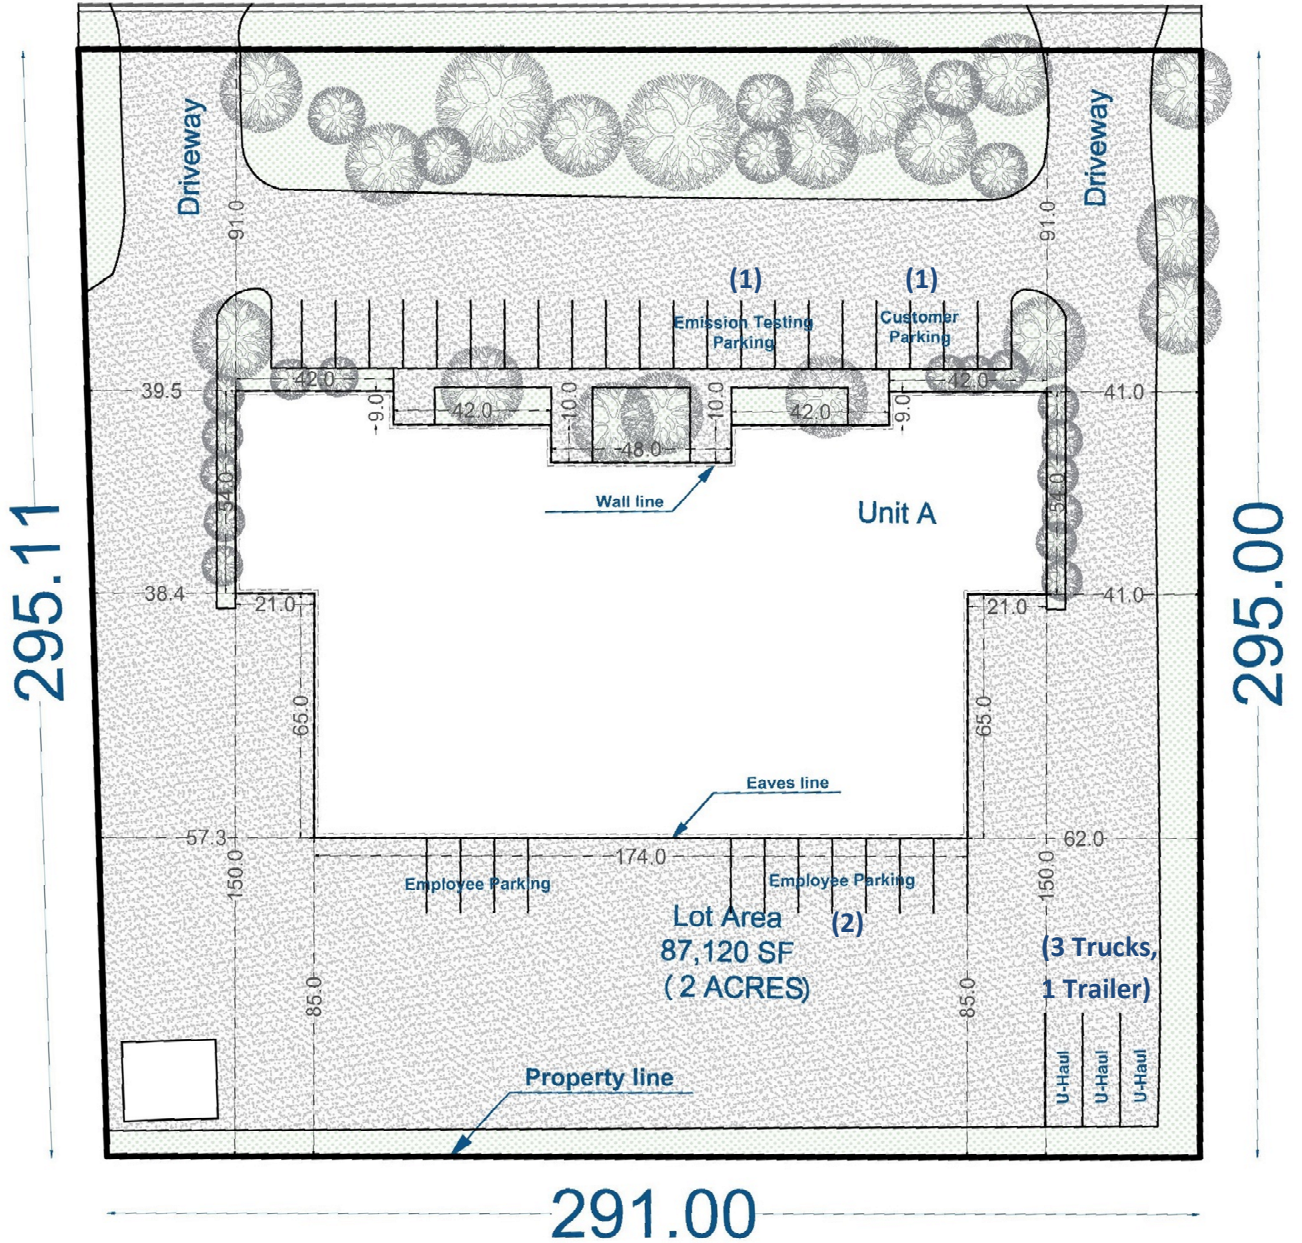 Driveway
Driveway
91.0
91.0
(1)
(1)
Emission Testing
Parking
Customer
Parking
42.0
42.0
39.5
41.0
9.0
42.0
10.0
10.0
42.0
9.0
48.0
Wall line
Unit A
54.0
54.0
295.11
295.00
38.4
41.0
21.0
21.0
65.0
65.0
Eaves line
57.3
62.0
174.0
150.0
150.0
Employee Parking
Employee Parking
(2)
Lot Area
87,120 SF
( 2 ACRES)
(3 Trucks,
1 Trailer)
85.0
85.0
U-Haul
U-Haul
U-Haul
Property line
291.00